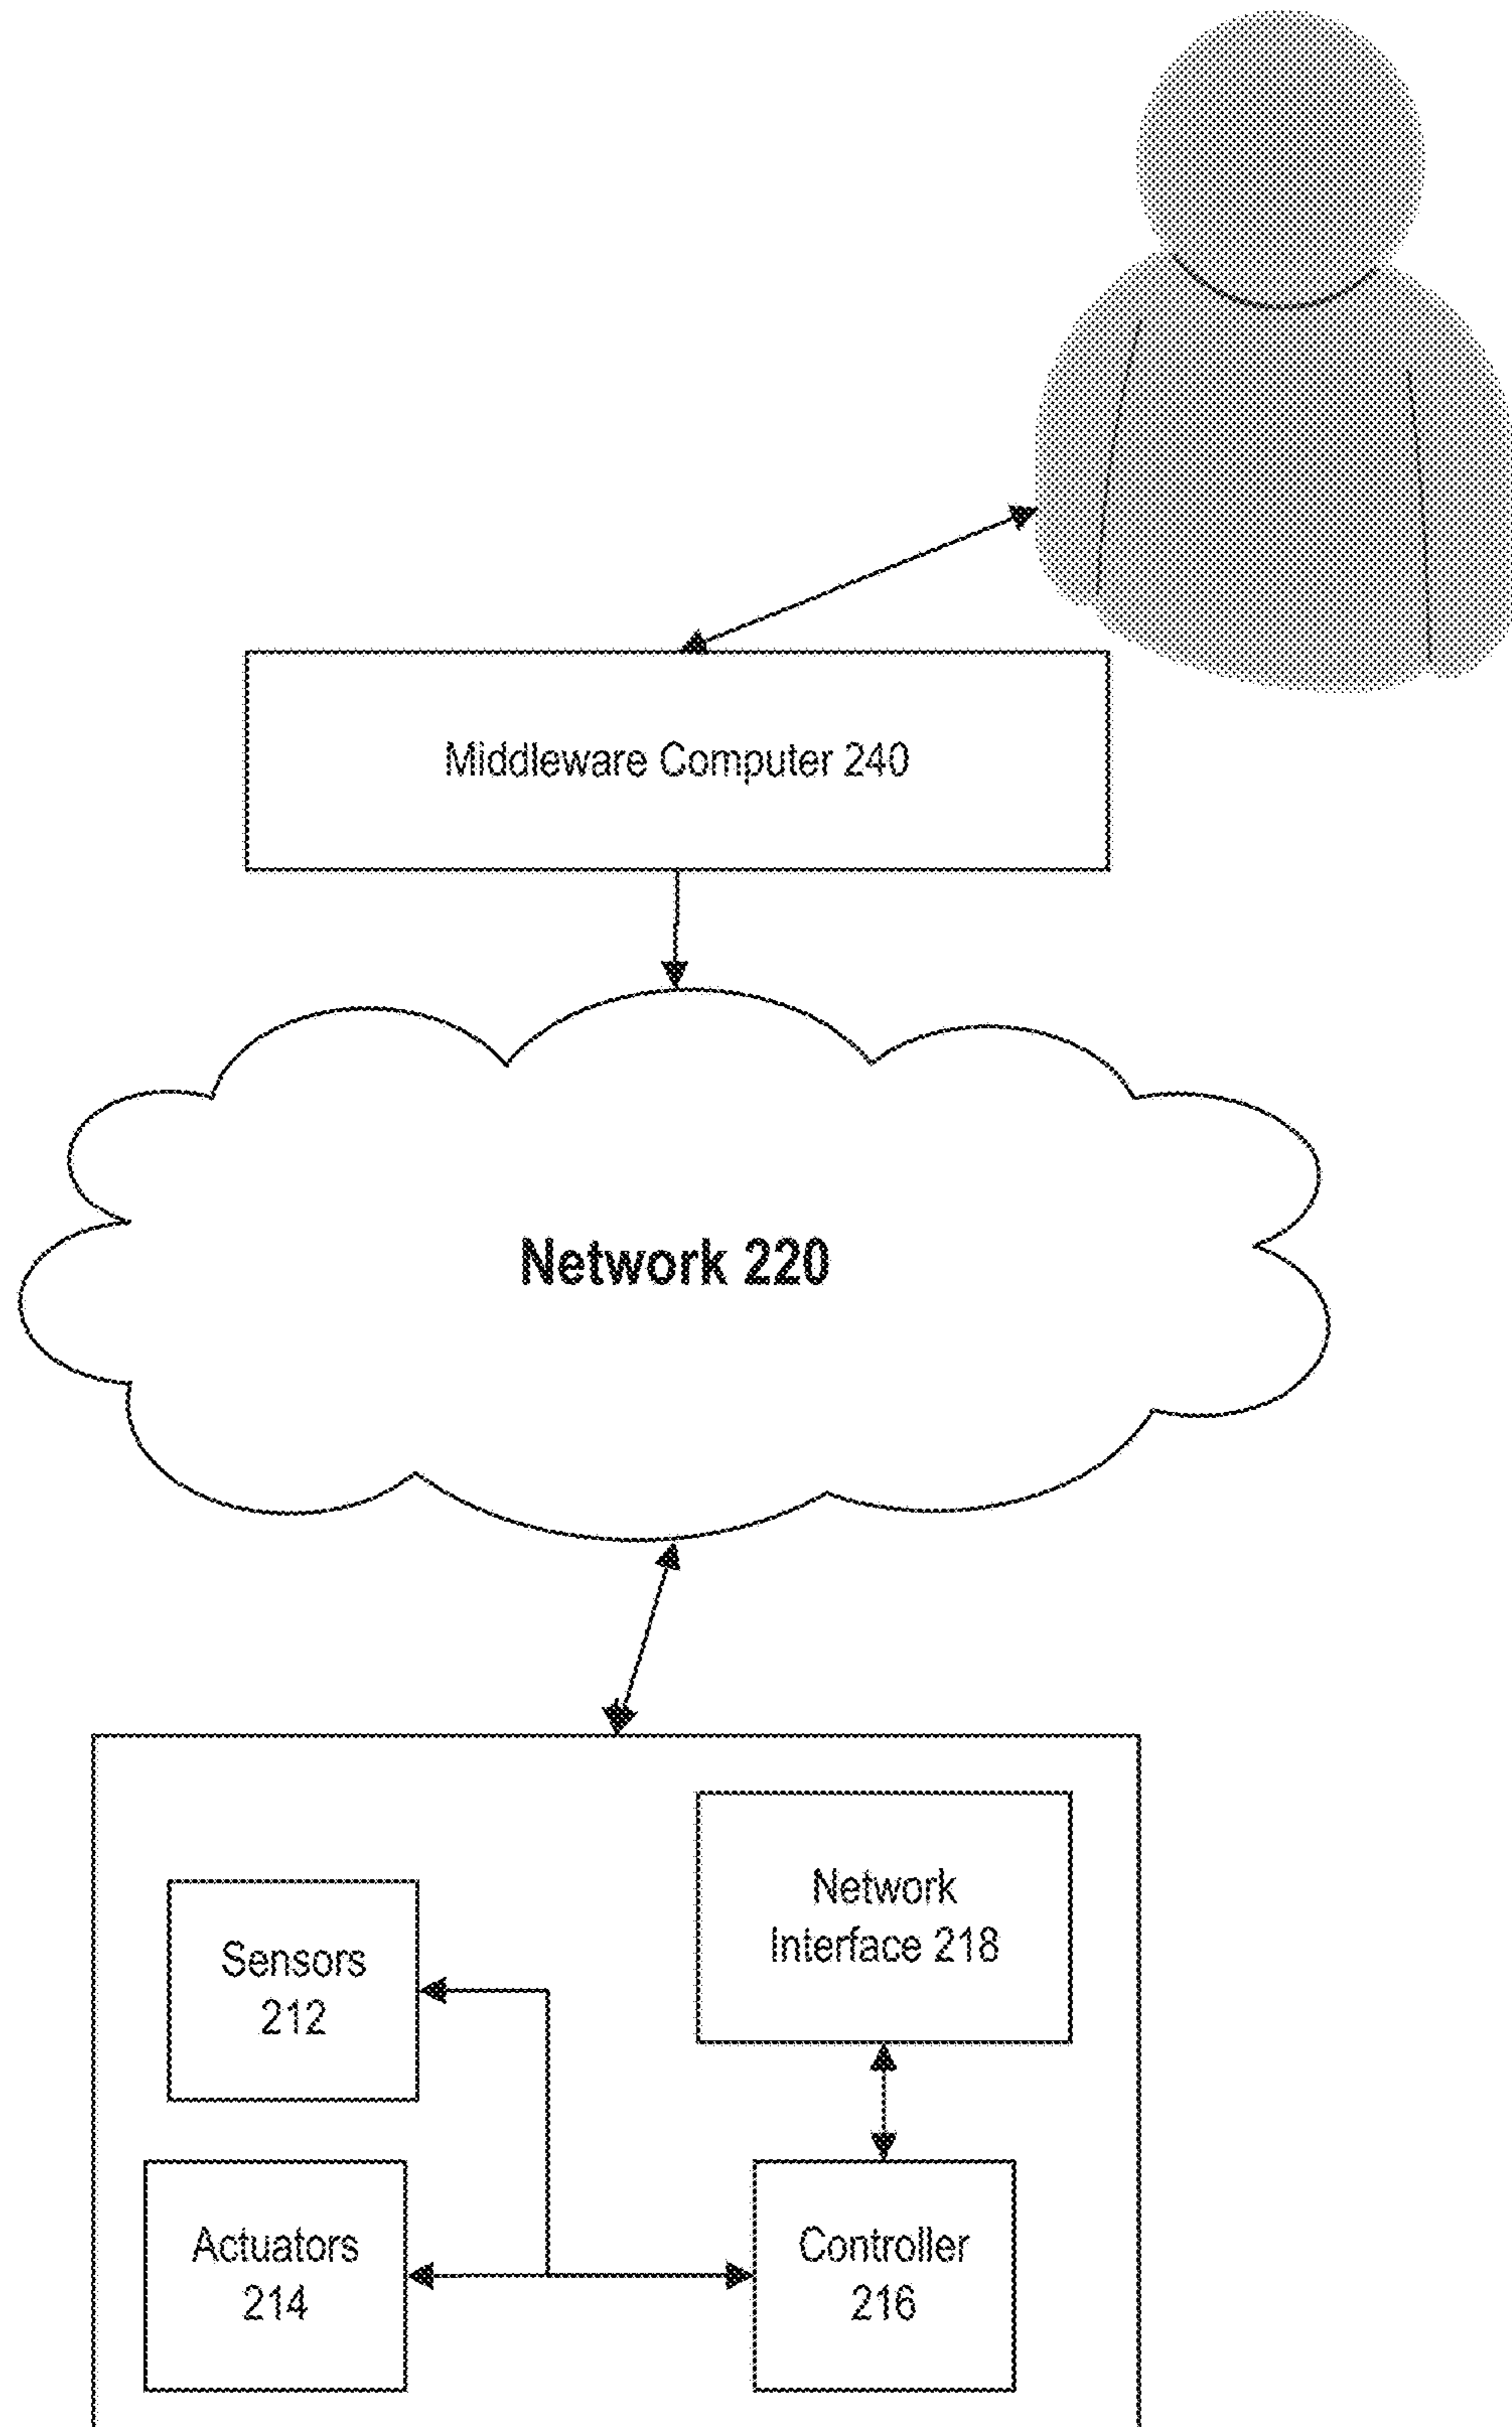 Middleware Computer 240
Network 220
Network
Interface 218
Sensors
212
Actuators
214
Controller
216